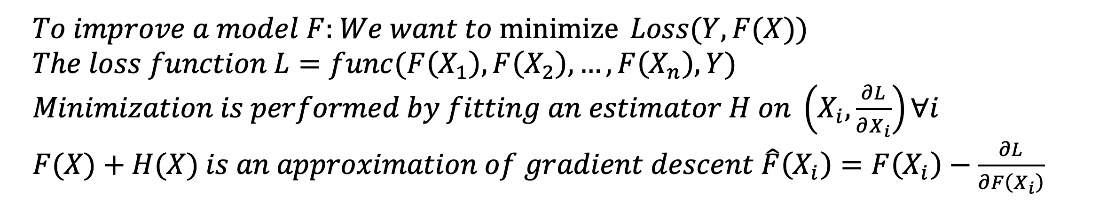 To improve a model F: We want to minimize Loss(Y, F(X))
The loss function L = func(F(X₁), F(X₂), …, F(Xₙ), Y)
Minimization is performed by fitting an estimator H on (Xᵢ, ∂L/∂Xᵢ) ∀i
F(X) + H(X) is an approximation of gradient descent F̂(Xᵢ) = F(Xᵢ) − ∂L/∂F(Xᵢ)